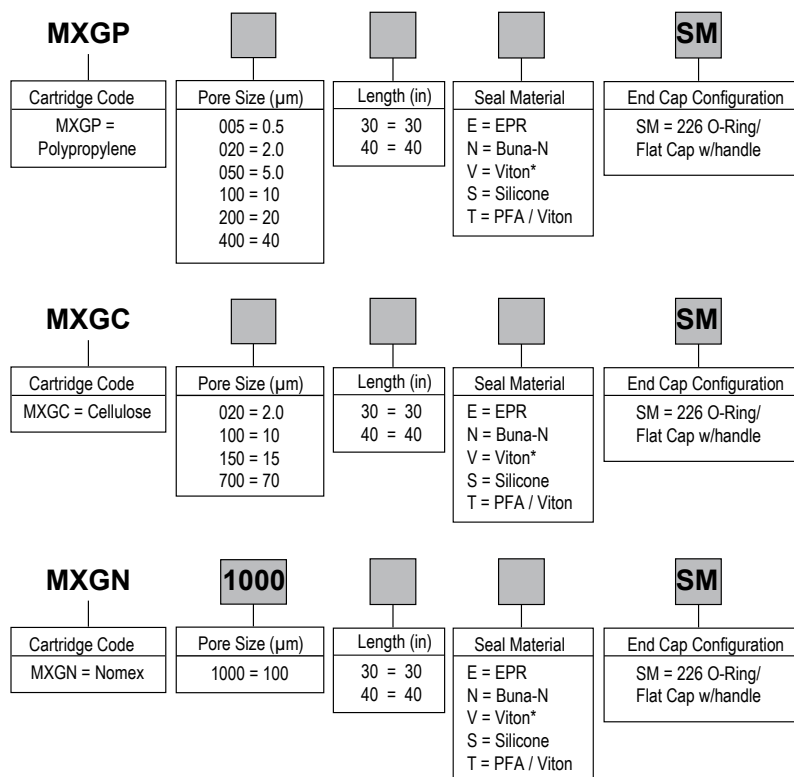 MXGP SM
Cartridge Code
MXGP =
Polypropylene
Pore Size (µm)
005 = 0.5
020 = 2.0
050 = 5.0
100 = 10
200 = 20
400 = 40
Length (in)
30 = 30
40 = 40
Seal Material
E = EPR
N = Buna-N
V = Viton*
S = Silicone
T = PFA / Viton
End Cap Configuration
SM = 226 O-Ring/
Flat Cap w/handle
MXGC SM
Cartridge Code
MXGC = Cellulose
Pore Size (µm)
020 = 2.0
100 = 10
150 = 15
700 = 70
Length (in)
30 = 30
40 = 40
Seal Material
E = EPR
N = Buna-N
V = Viton*
S = Silicone
T = PFA / Viton
End Cap Configuration
SM = 226 O-Ring/
Flat Cap w/handle
MXGN 1000 SM
Cartridge Code
MXGN = Nomex
Pore Size (µm)
1000 = 100
Length (in)
30 = 30
40 = 40
Seal Material
E = EPR
N = Buna-N
V = Viton*
S = Silicone
T = PFA / Viton
End Cap Configuration
SM = 226 O-Ring/
Flat Cap w/handle